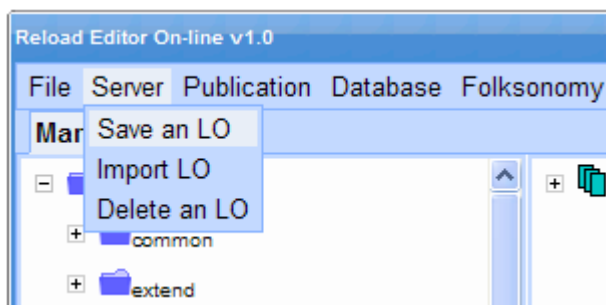 Reload Editor On-line v1.0
File Server Publication Database Folksonomy
Save an LO
Import LO
Delete an LO
common
extend